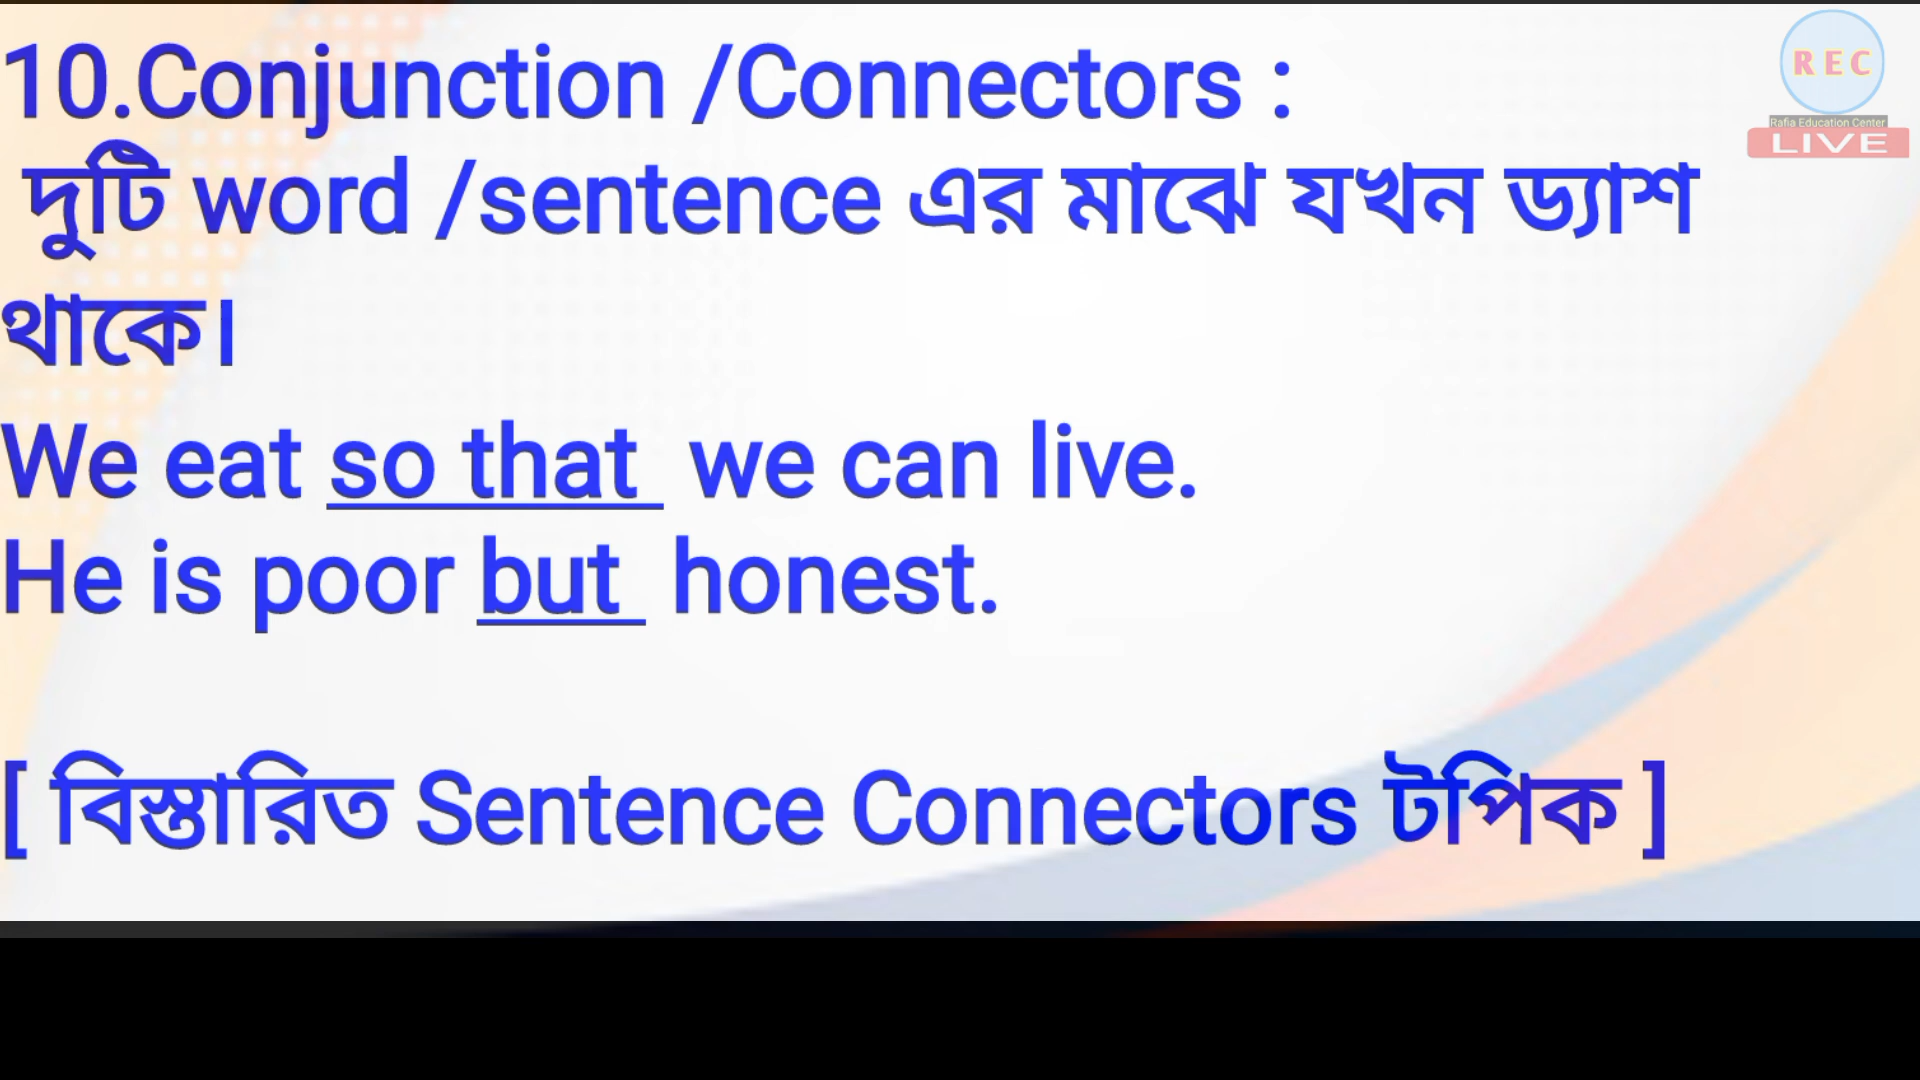 10.Conjunction /Connectors :
দুটি word /sentence এর মাঝে যখন ড্যাশ
থাকে।
We eat so that we can live.
He is poor but honest.
[ বিস্তারিত Sentence Connectors টপিক ]
REC
Rafia Education Center
LIVE